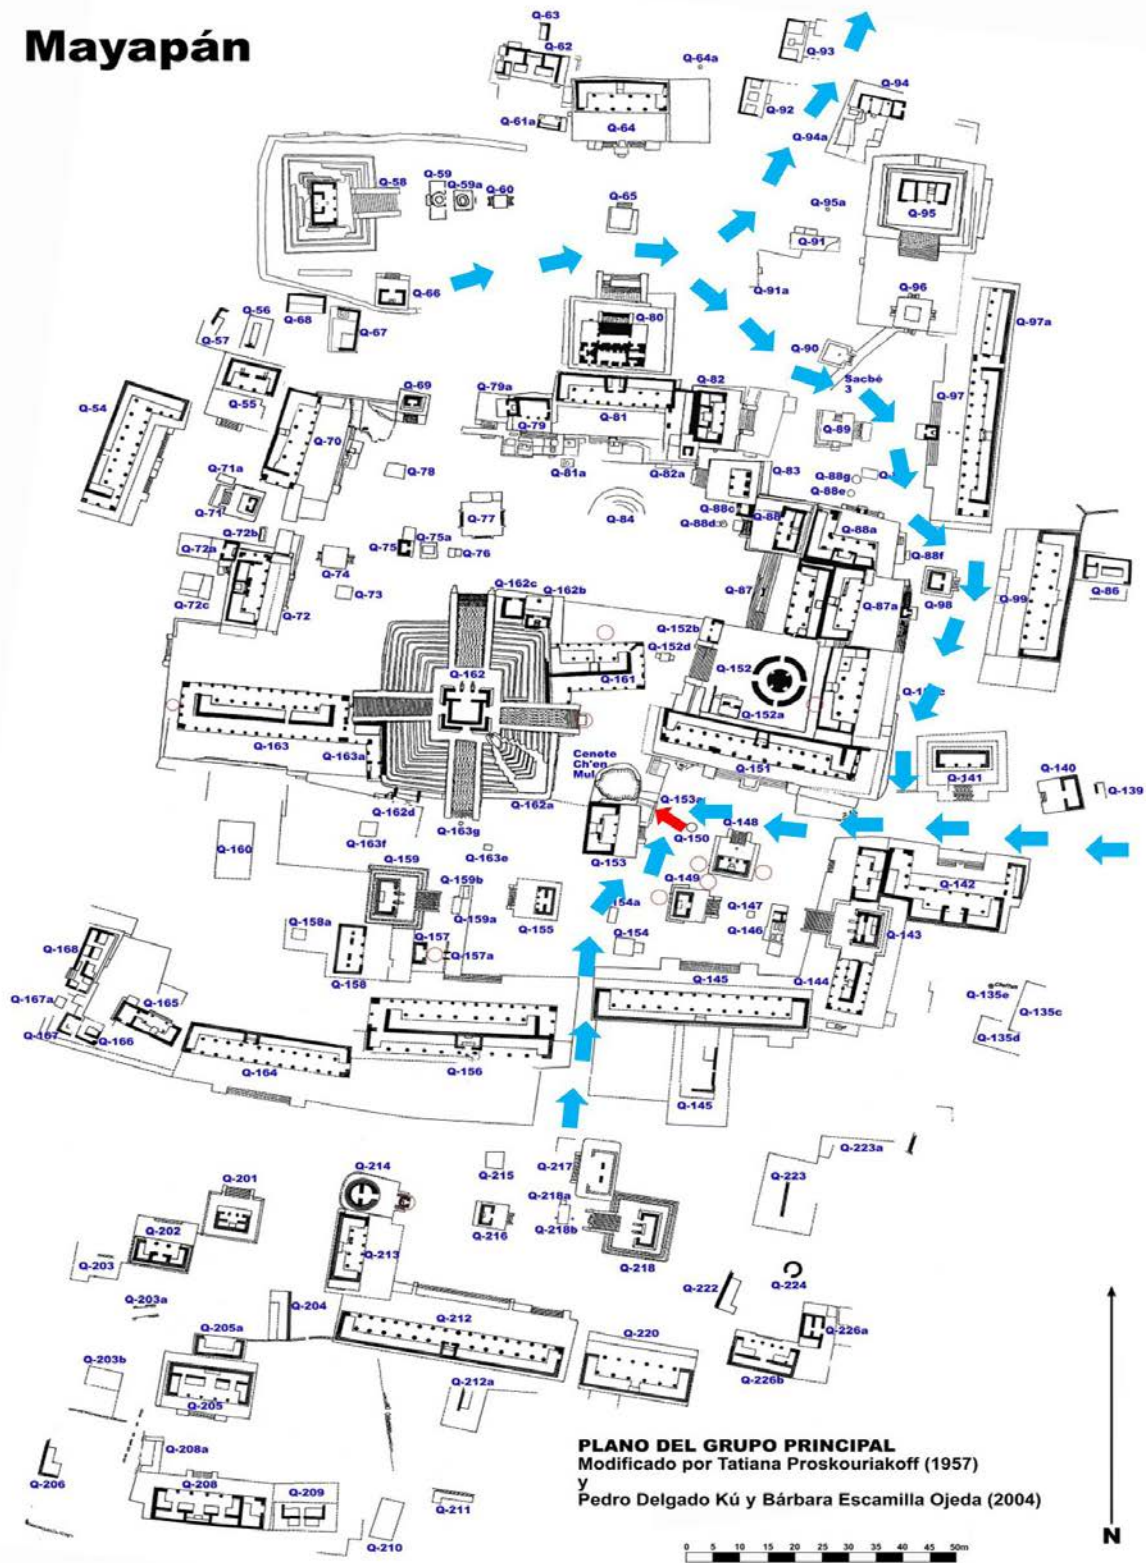 Mayapán
Q-63
Q-62
Q-64a
Q-93
Q-61a
Q-64
Q-92
Q-94
Q-94a
Q-58
Q-59
Q-59a
Q-60
Q-65
Q-95a
Q-95
Q-91
Q-66
Q-91a
Q-96
Q-56
Q-68
Q-57
Q-67
Q-80
Q-97a
Q-90
Q-54
Q-55
Q-69
Q-79a
Q-82
Sacbé
3
Q-97
Q-70
Q-79
Q-81
Q-89
Q-71a
Q-78
Q-81a
Q-82a
Q-83
Q-88g
Q-71
Q-88e
Q-77
Q-84
Q-88c
Q-88d
Q-88
Q-88a
Q-72b
Q-72a
Q-75
Q-75a
Q-76
Q-88f
Q-74
Q-99
Q-86
Q-72c
Q-72
Q-73
Q-162c
Q-162b
Q-87
Q-87a
Q-98
Q-152b
Q-152d
Q-162
Q-161
Q-152
Q-152a
Q-163
Q-163a
Cenote
Ch'en
Mul
Q-151
Q-141
Q-140
Q-139
Q-162d
Q-162a
Q-153a
Q-163g
Q-150
Q-148
Q-160
Q-163f
Q-163e
Q-153
Q-159
Q-159b
Q-149
Q-142
Q-159a
Q-155
Q-147
Q-146
Q-158a
Q-157
Q-157a
Q-154
Q-143
Q-168
Q-158
Q-145
Q-144
Q-167a
Q-165
Q-135e
Q-135c
Q-166
Q-135d
Q-164
Q-156
Q-145
Q-223a
Q-201
Q-214
Q-215
Q-217
Q-223
Q-218a
Q-202
Q-216
Q-218b
Q-203
Q-213
Q-218
Q-222
Q-224
Q-203a
Q-204
Q-212
Q-205a
Q-220
Q-226a
Q-203b
Q-205
Q-212a
Q-226b
Q-208a
Q-206
Q-208
Q-209
Q-211
Q-210
PLANO DEL GRUPO PRINCIPAL
Modificado por Tatiana Proskouriakoff (1957)
y
Pedro Delgado Kú y Bárbara Escamilla Ojeda (2004)
N
0 5 10 15 20 25 30 35 40 45 50m